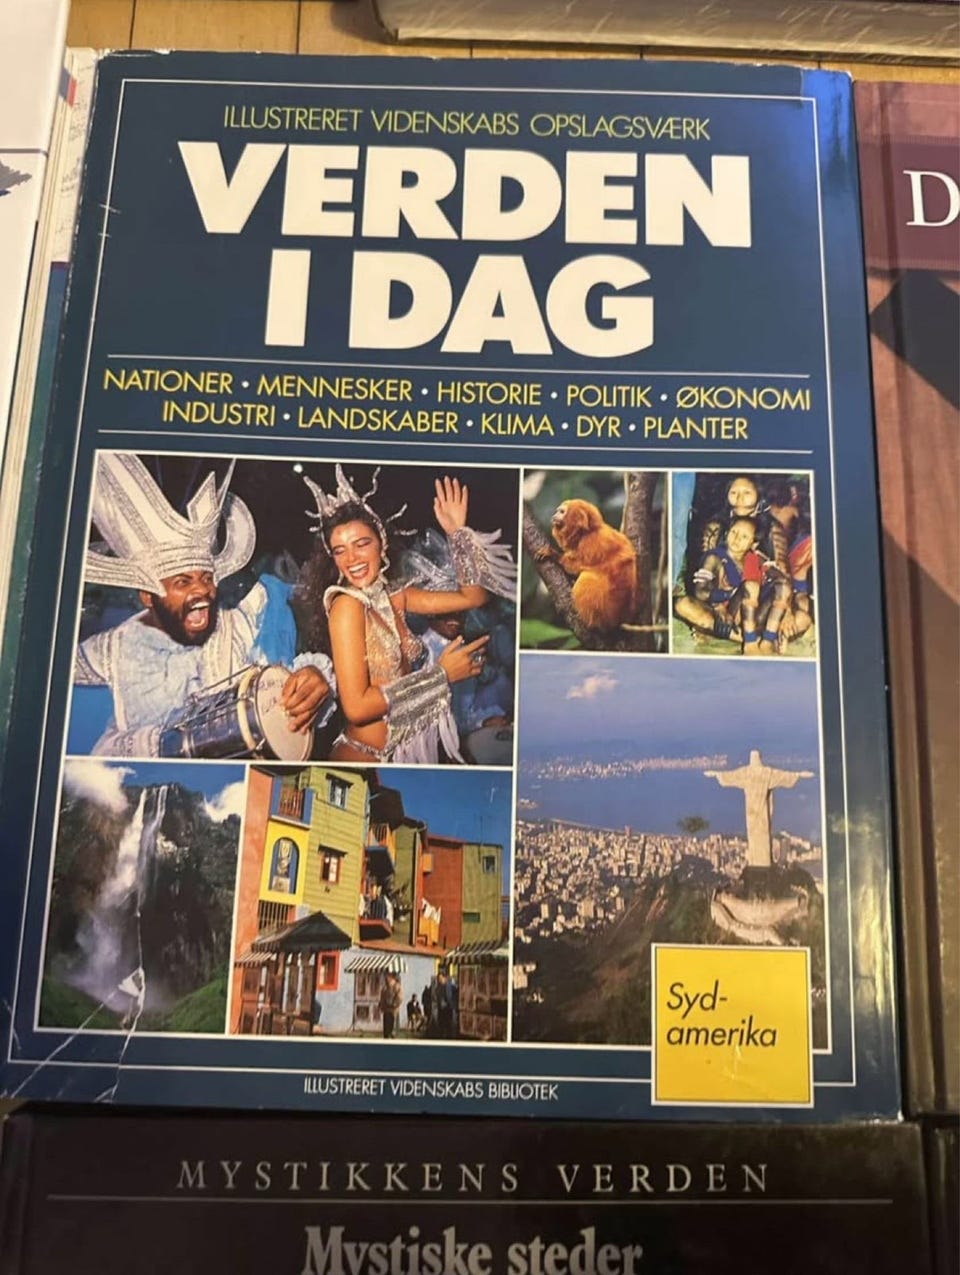 ILLUSTRERET VIDENSKABS OPSLAGSVÆRK
VERDEN
I DAG
NATIONER • MENNESKER • HISTORIE • POLITIK • ØKONOMI
INDUSTRI • LANDSKABER • KLIMA • DYR • PLANTER
Syd-
amerika
ILLUSTRERET VIDENSKABS BIBLIOTEK
D
MYSTIKKENS VERDEN
Mystiske steder